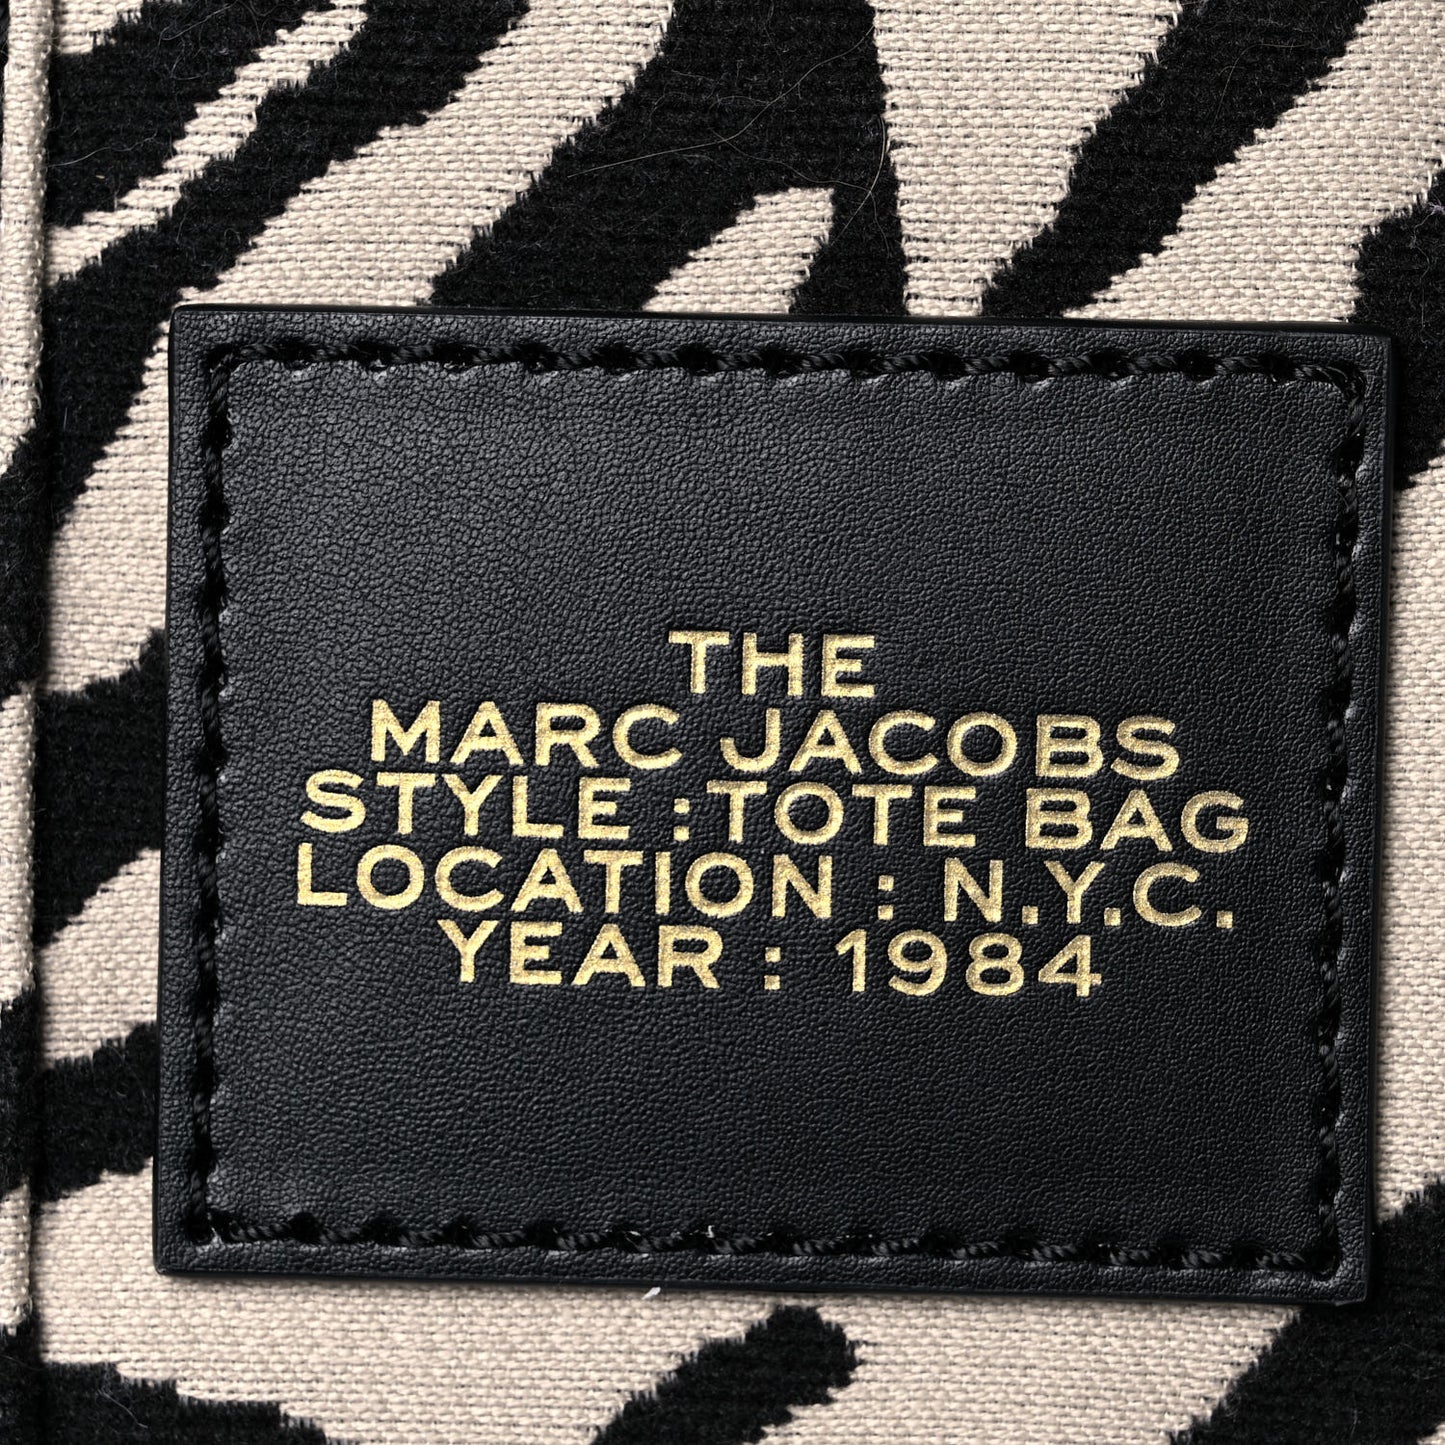 THE
MARC JACOBS
STYLE :TOTE BAG
LOCATION : N.Y.C.
YEAR : 1984